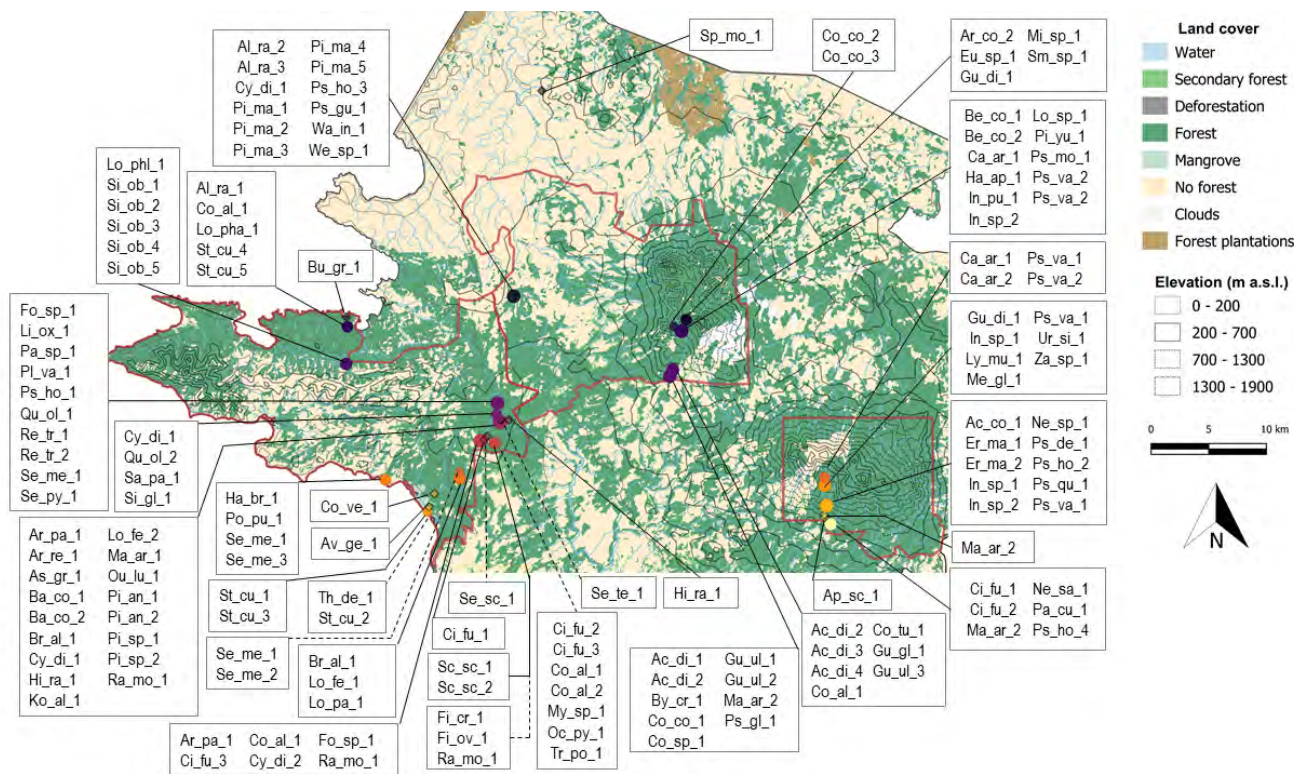 Al_ra_2 Pi_ma_4
Al_ra_3 Pi_ma_5
Cy_di_1 Ps_ho_3
Pi_ma_1 Ps_gu_1
Pi_ma_2 Wa_in_1
Pi_ma_3 We_sp_1
Sp_mo_1
Co_co_2
Co_co_3
Ar_co_2 Mi_sp_1
Eu_sp_1 Sm_sp_1
Gu_di_1
Be_co_1 Lo_sp_1
Be_co_2 Pi_yu_1
Ca_ar_1 Ps_mo_1
Ha_ap_1 Ps_va_2
In_pu_1 Ps_va_2
In_sp_2
Lo_phl_1
Si_ob_1
Si_ob_2
Si_ob_3
Si_ob_4
Si_ob_5
Al_ra_1
Co_al_1
Lo_pha_1
St_cu_4
St_cu_5
Bu_gr_1
Ca_ar_1 Ps_va_1
Ca_ar_2 Ps_va_2
Fo_sp_1
Li_ox_1
Pa_sp_1
Pl_va_1
Ps_ho_1
Qu_ol_1
Re_tr_1
Re_tr_2
Se_me_1
Se_py_1
Gu_di_1 Ps_va_1
In_sp_1 Ur_si_1
Ly_mu_1 Za_sp_1
Me_gl_1
Cy_di_1
Qu_ol_2
Sa_pa_1
Si_gl_1
Ac_co_1 Ne_sp_1
Er_ma_1 Ps_de_1
Er_ma_2 Ps_ho_2
In_sp_1 Ps_qu_1
In_sp_2 Ps_va_1
Ha_br_1
Po_pu_1
Se_me_1
Se_me_3
Co_ve_1
Av_ge_1
Ma_ar_2
Ar_pa_1 Lo_fe_2
Ar_re_1 Ma_ar_1
As_gr_1 Ou_lu_1
Ba_co_1 Pi_an_1
Ba_co_2 Pi_an_2
Br_al_1 Pi_sp_1
Cy_di_1 Pi_sp_2
Hi_ra_1 Ra_mo_1
Ko_al_1
St_cu_1
St_cu_3
Th_de_1
St_cu_2
Se_sc_1
Se_te_1
Hi_ra_1
Ap_sc_1
Ci_fu_1 Ne_sa_1
Ci_fu_2 Pa_cu_1
Ma_ar_2 Ps_ho_4
Se_me_1
Se_me_2
Br_al_1
Lo_fe_1
Lo_pa_1
Ci_fu_1
Sc_sc_1
Sc_sc_2
Fi_cr_1
Fi_ov_1
Ra_mo_1
Ci_fu_2
Ci_fu_3
Co_al_1
Co_al_2
My_sp_1
Oc_py_1
Tr_po_1
Ac_di_1 Gu_ul_1
Ac_di_2 Gu_ul_2
By_cr_1 Ma_ar_2
Co_co_1 Ps_gl_1
Co_sp_1
Ac_di_2 Co_tu_1
Ac_di_3 Gu_gl_1
Ac_di_4 Gu_ul_3
Co_al_1
Ar_pa_1 Co_al_1 Fo_sp_1
Ci_fu_3 Cy_di_2 Ra_mo_1
Land cover
Water
Secondary forest
Deforestation
Forest
Mangrove
No forest
Clouds
Forest plantations
Elevation (m a.s.l.)
0 - 200
200 - 700
700 - 1300
1300 - 1900
0 5 10 km
N